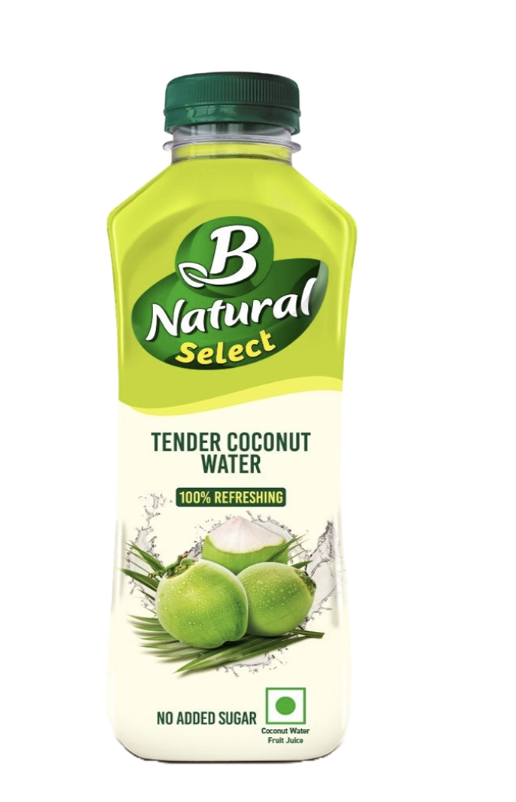 B
Natural
Select
TENDER COCONUT
WATER
100% REFRESHING
NO ADDED SUGAR
Coconut Water
Fruit Juice